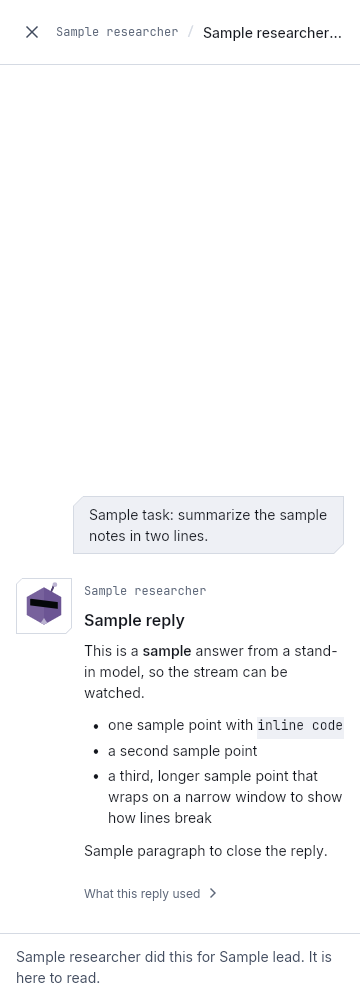 Sample researcher / Sample researcher...
Sample task: summarize the sample
notes in two lines.
Sample researcher
Sample reply
This is a sample answer from a stand-
in model, so the stream can be
watched.
• one sample point with inline code
• a second sample point
• a third, longer sample point that
wraps on a narrow window to show
how lines break
Sample paragraph to close the reply.
What this reply used
Sample researcher did this for Sample lead. It is
here to read.